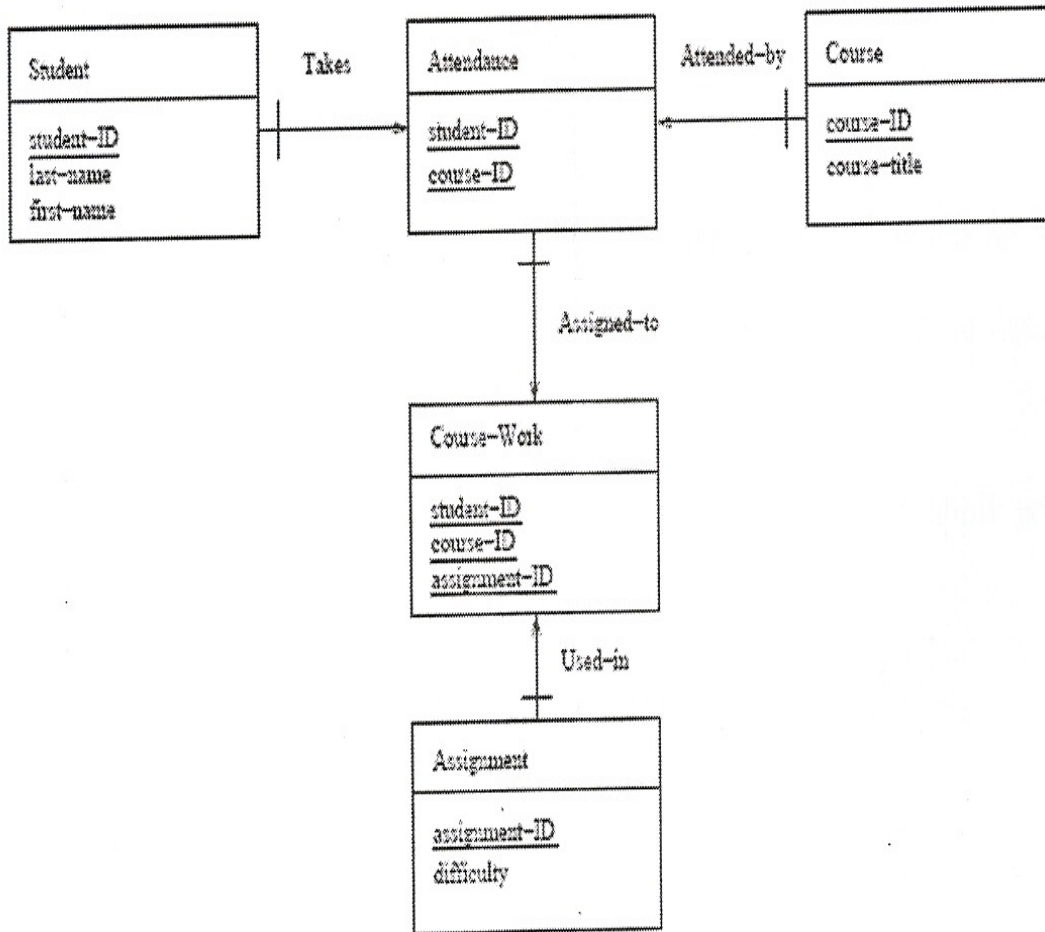 Student
student-ID
last-name
first-name
Takes
Attendance
student-ID
course-ID
Attended-by
Course
course-ID
course-title
Assigned-to
Course-Work
student-ID
course-ID
assignment-ID
Used-in
Assignment
assignment-ID
difficulty